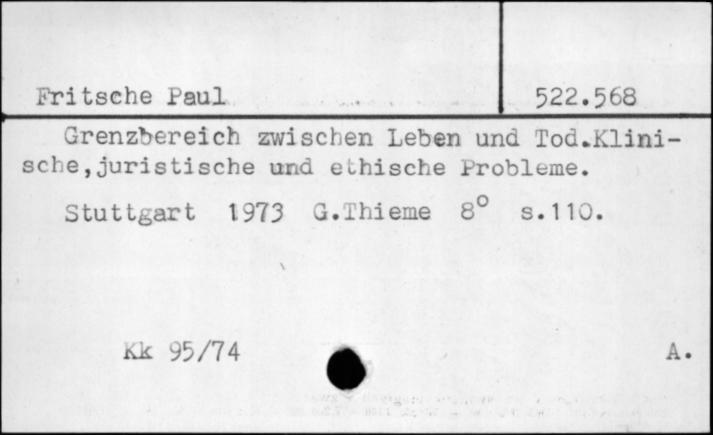 Fritsche Paul 522.568
Grenzbereich zwischen Leben und Tod.Klini-
sche,juristische und ethische Probleme.
Stuttgart 1973 G.Thieme 8° s.110.
Kk 95/74 A.